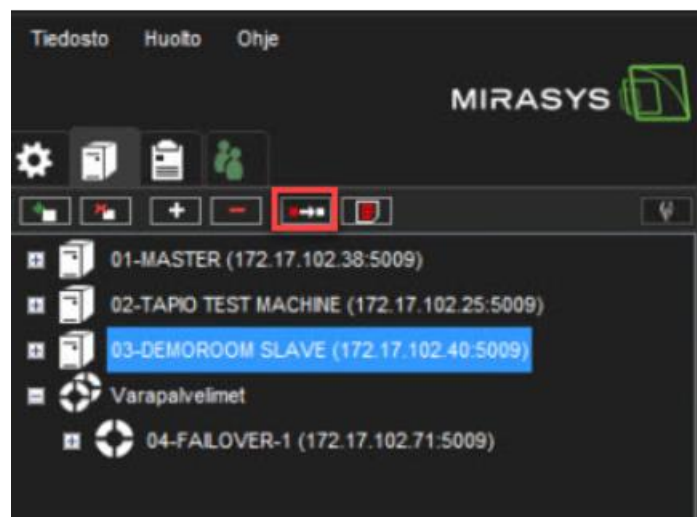 Tiedosto Huolto Ohje
MIRASYS
01-MASTER (172.17.102.38:5009)
02-TAPIO TEST MACHINE (172.17.102.25:5009)
03-DEMOROOM SLAVE (172.17.102.40:5009)
Varapalvelimet
04-FAILOVER-1 (172.17.102.71:5009)